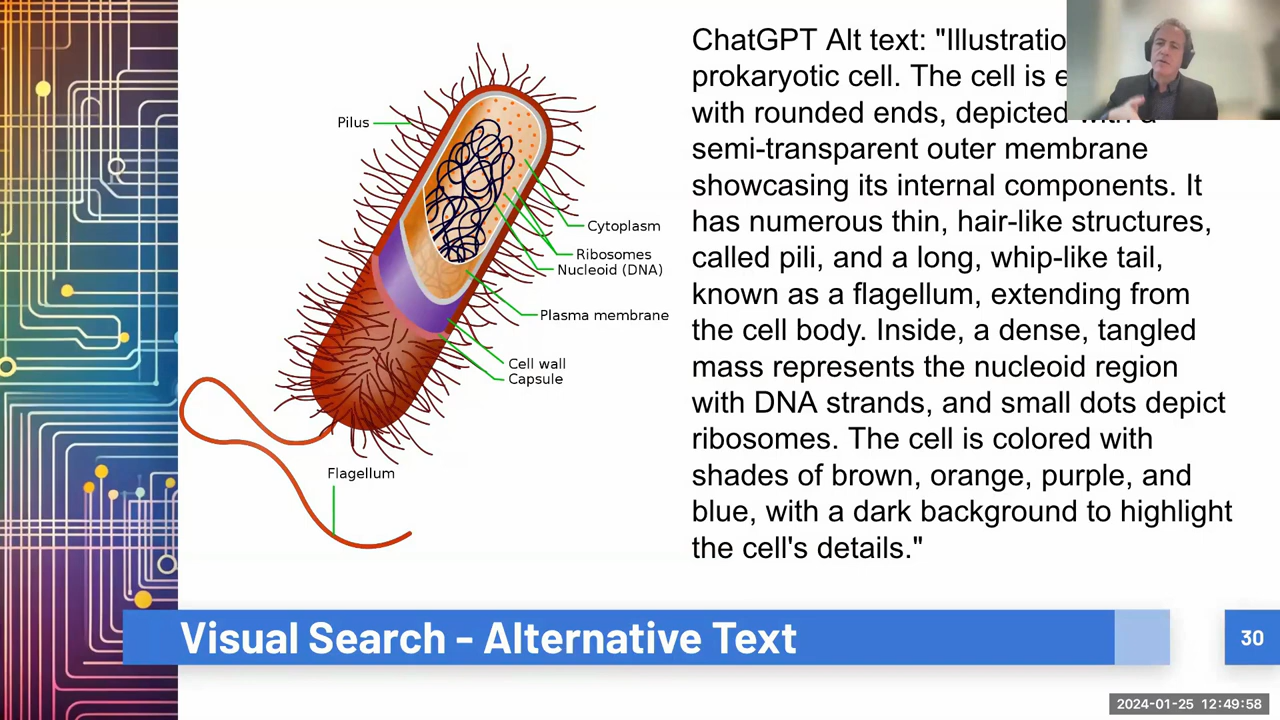 Pilus
Cytoplasm
Ribosomes
Nucleoid (DNA)
Plasma membrane
Cell wall
Capsule
Flagellum
ChatGPT Alt text: "Illustratio
prokaryotic cell. The cell is
with rounded ends, depicted with a
semi-transparent outer membrane
showcasing its internal components. It
has numerous thin, hair-like structures,
called pili, and a long, whip-like tail,
known as a flagellum, extending from
the cell body. Inside, a dense, tangled
mass represents the nucleoid region
with DNA strands, and small dots depict
ribosomes. The cell is colored with
shades of brown, orange, purple, and
blue, with a dark background to highlight
the cell's details."
Visual Search - Alternative Text
30
2024-01-25 12:49:58